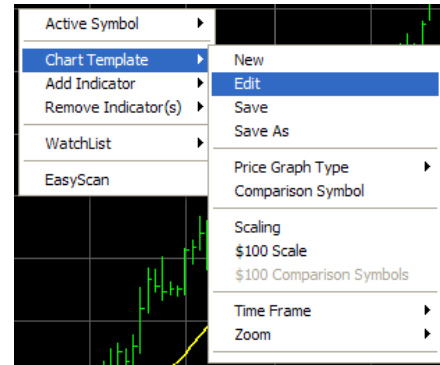 Active Symbol
Chart Template
Add Indicator
Remove Indicator(s)
WatchList
EasyScan
New
Edit
Save
Save As
Price Graph Type
Comparison Symbol
Scaling
$100 Scale
$100 Comparison Symbols
Time Frame
Zoom